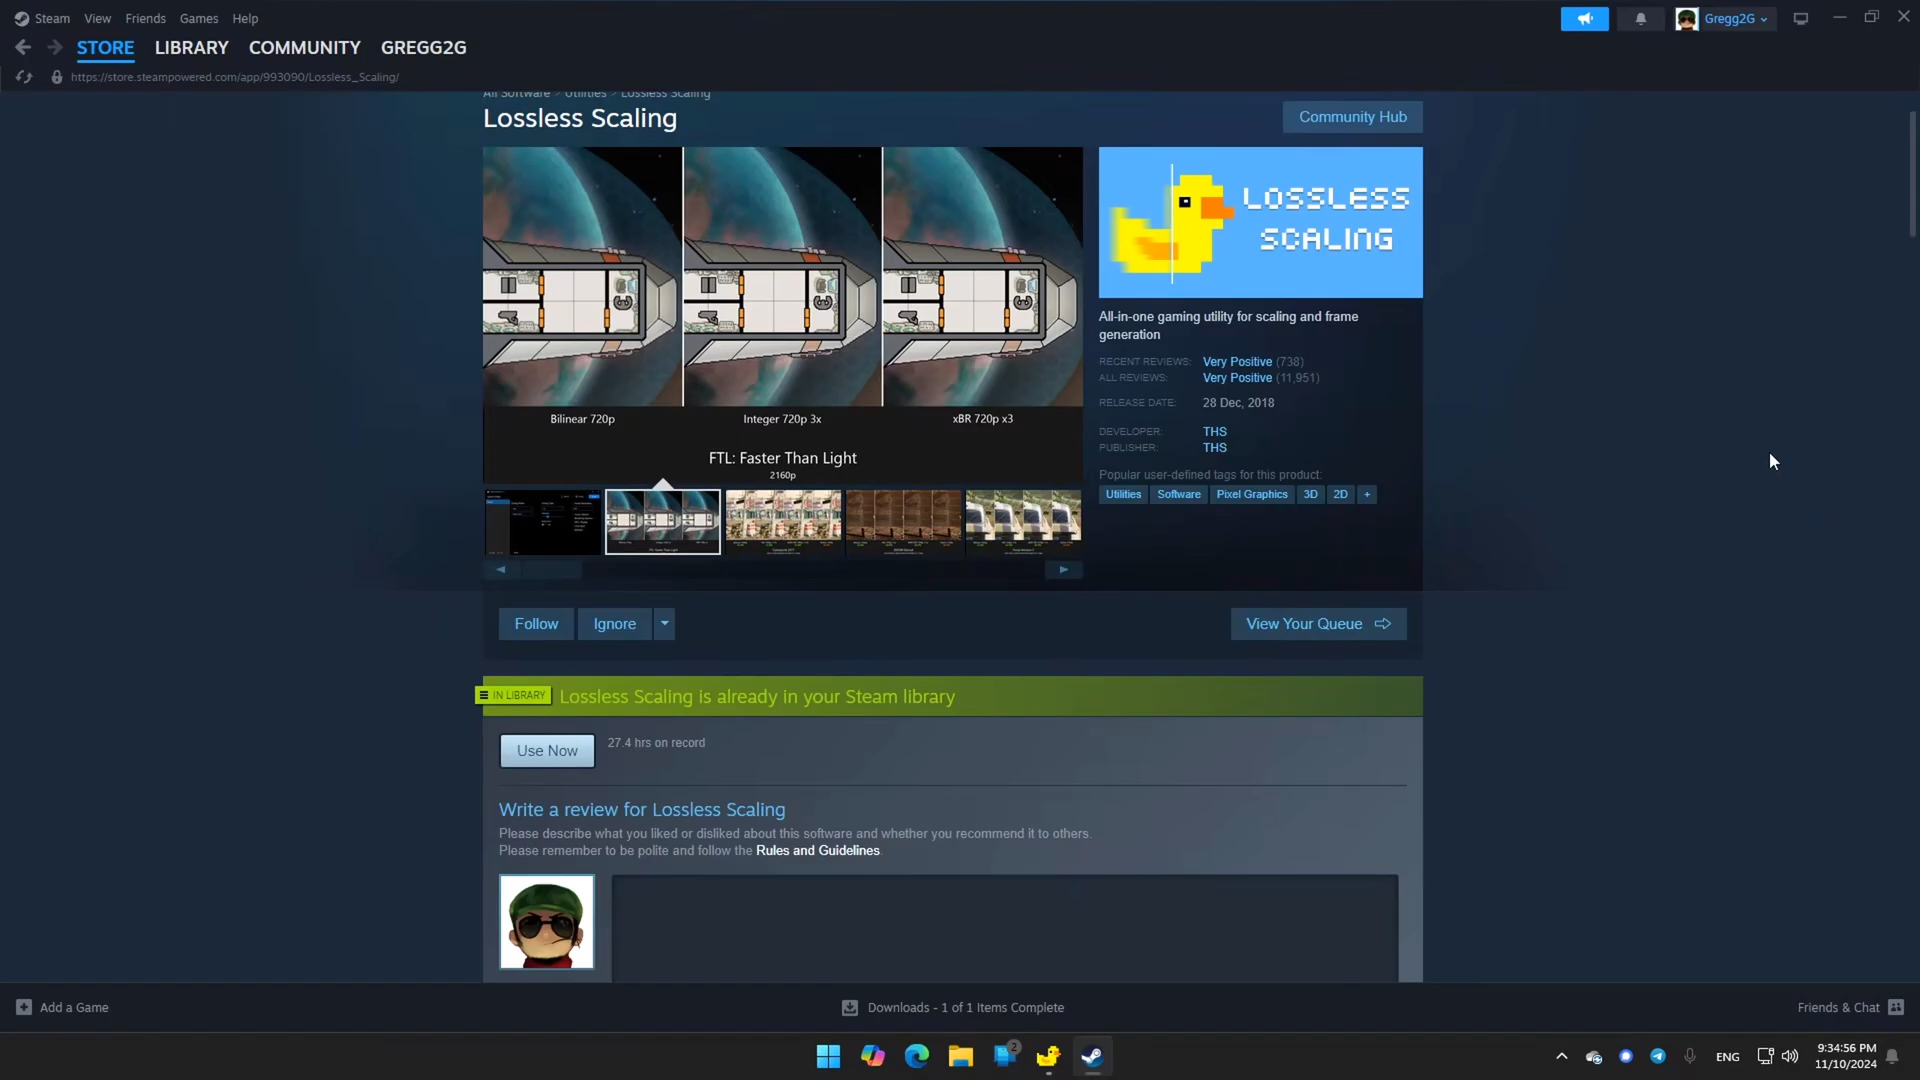 Steam View Friends Games Help
Gregg2G
STORE LIBRARY COMMUNITY GREGG2G
https://store.steampowered.com/app/993090/Lossless_Scaling/
All Software > Utilities > Lossless Scaling
Lossless Scaling
Community Hub
Bilinear 720p
Integer 720p 3x
xBR 720p x3
FTL: Faster Than Light
2160p
LOSSLESS
SCALING
All-in-one gaming utility for scaling and frame
generation
RECENT REVIEWS: Very Positive (738)
ALL REVIEWS: Very Positive (11,951)
RELEASE DATE: 28 Dec, 2018
DEVELOPER: THS
PUBLISHER: THS
Popular user-defined tags for this product:
Utilities Software Pixel Graphics 3D 2D +
Follow Ignore
View Your Queue
IN LIBRARY Lossless Scaling is already in your Steam library
Use Now 27.4 hrs on record
Write a review for Lossless Scaling
Please describe what you liked or disliked about this software and whether you recommend it to others.
Please remember to be polite and follow the Rules and Guidelines.
Add a Game
Downloads - 1 of 1 Items Complete
Friends & Chat
2
ENG
9:34:56 PM
11/10/2024